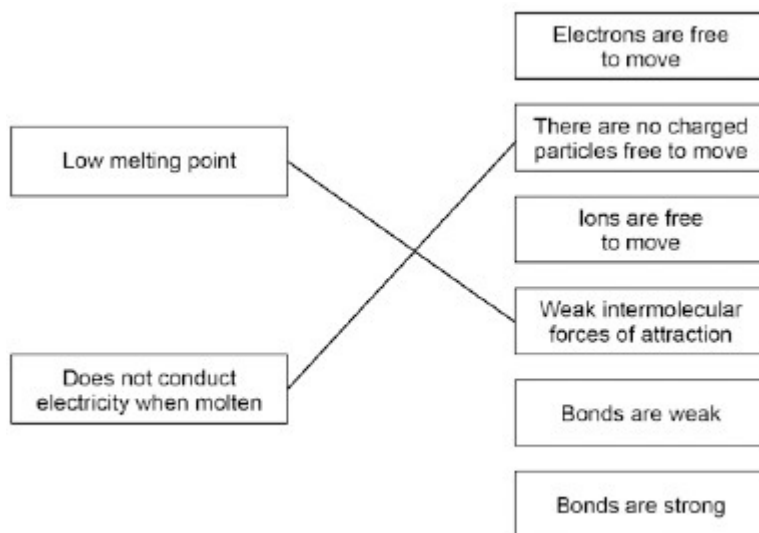 Low melting point
Does not conduct
electricity when molten
Electrons are free
to move
There are no charged
particles free to move
Ions are free
to move
Weak intermolecular
forces of attraction
Bonds are weak
Bonds are strong